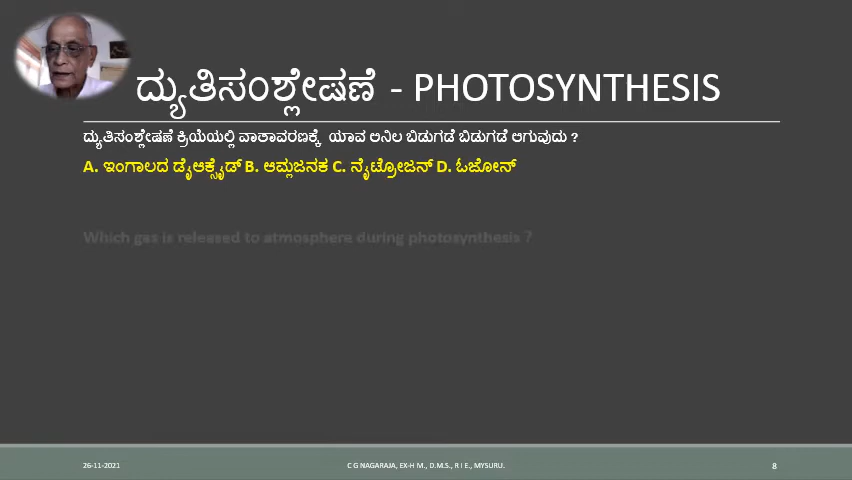 ದ್ಯುತಿಸಂಶ್ಲೇಷಣೆ - PHOTOSYNTHESIS
ದ್ಯುತಿಸಂಶ್ಲೇಷಣೆ ಕ್ರಿಯೆಯಲ್ಲಿ ವಾತಾವರಣಕ್ಕೆ ಯಾವ ಅನಿಲ ಬಿಡುಗಡೆ ಬಿಡುಗಡೆ ಆಗುವುದು ?
A. ಇಂಗಾಲದ ಡೈಆಕ್ಸೈಡ್ B. ಆಮ್ಲಜನಕ C. ನೈಟ್ರೋಜನ್ D. ಓಜೋನ್
Which gas is released to atmosphere during photosynthesis ?
26-11-2021 C G NAGARAJA, EX-H M., D.M.S., R I E., MYSURU. 8